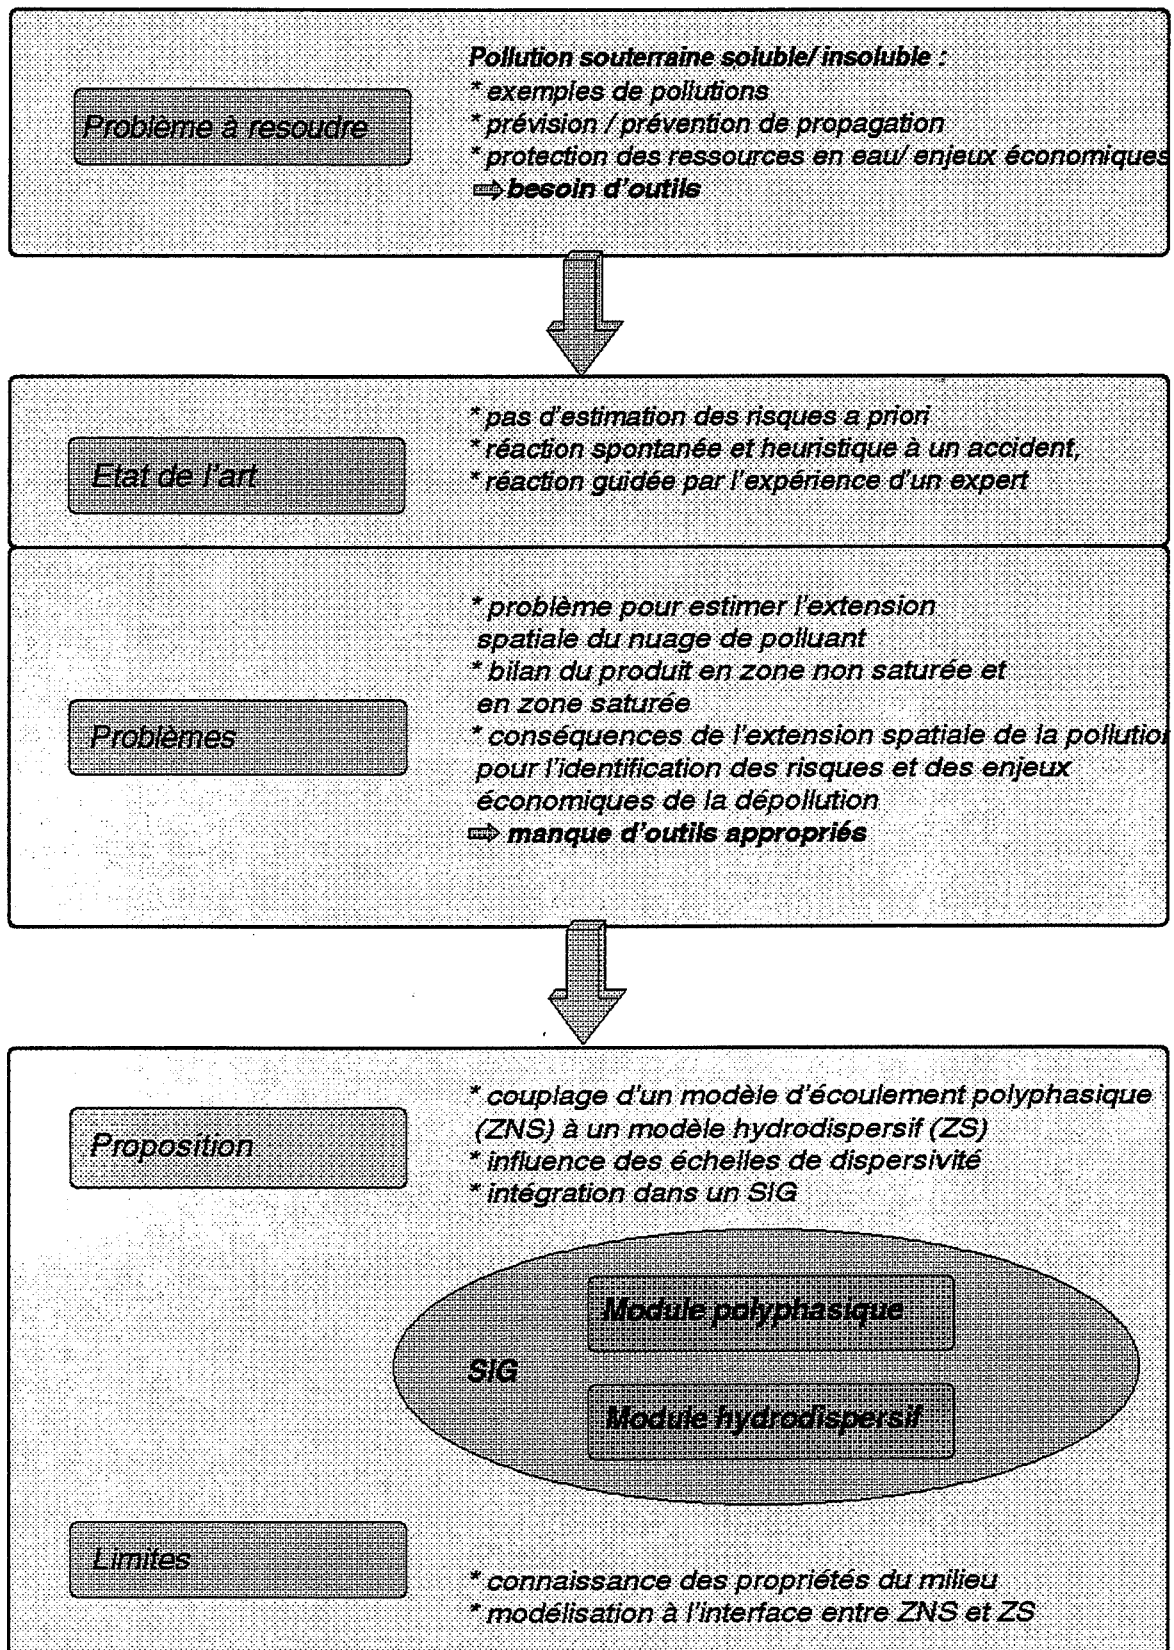 Problème à resoudre
Pollution souterraine soluble/ insoluble :
* exemples de pollutions
* prévision / prévention de propagation
* protection des ressources en eau/ enjeux économiques
⇨ besoin d'outils
Etat de l'art
* pas d'estimation des risques a priori
* réaction spontanée et heuristique à un accident,
* réaction guidée par l'expérience d'un expert
Problèmes
* problème pour estimer l'extension
spatiale du nuage de polluant
* bilan du produit en zone non saturée et
en zone saturée
* conséquences de l'extension spatiale de la pollution
pour l'identification des risques et des enjeux
économiques de la dépollution
⇨ manque d'outils appropriés
Proposition
* couplage d'un modèle d'écoulement polyphasique
(ZNS) à un modèle hydrodispersif (ZS)
* influence des échelles de dispersivité
* intégration dans un SIG
Module polyphasique
SIG
Module hydrodispersif
Limites
* connaissance des propriétés du milieu
* modélisation à l'interface entre ZNS et ZS